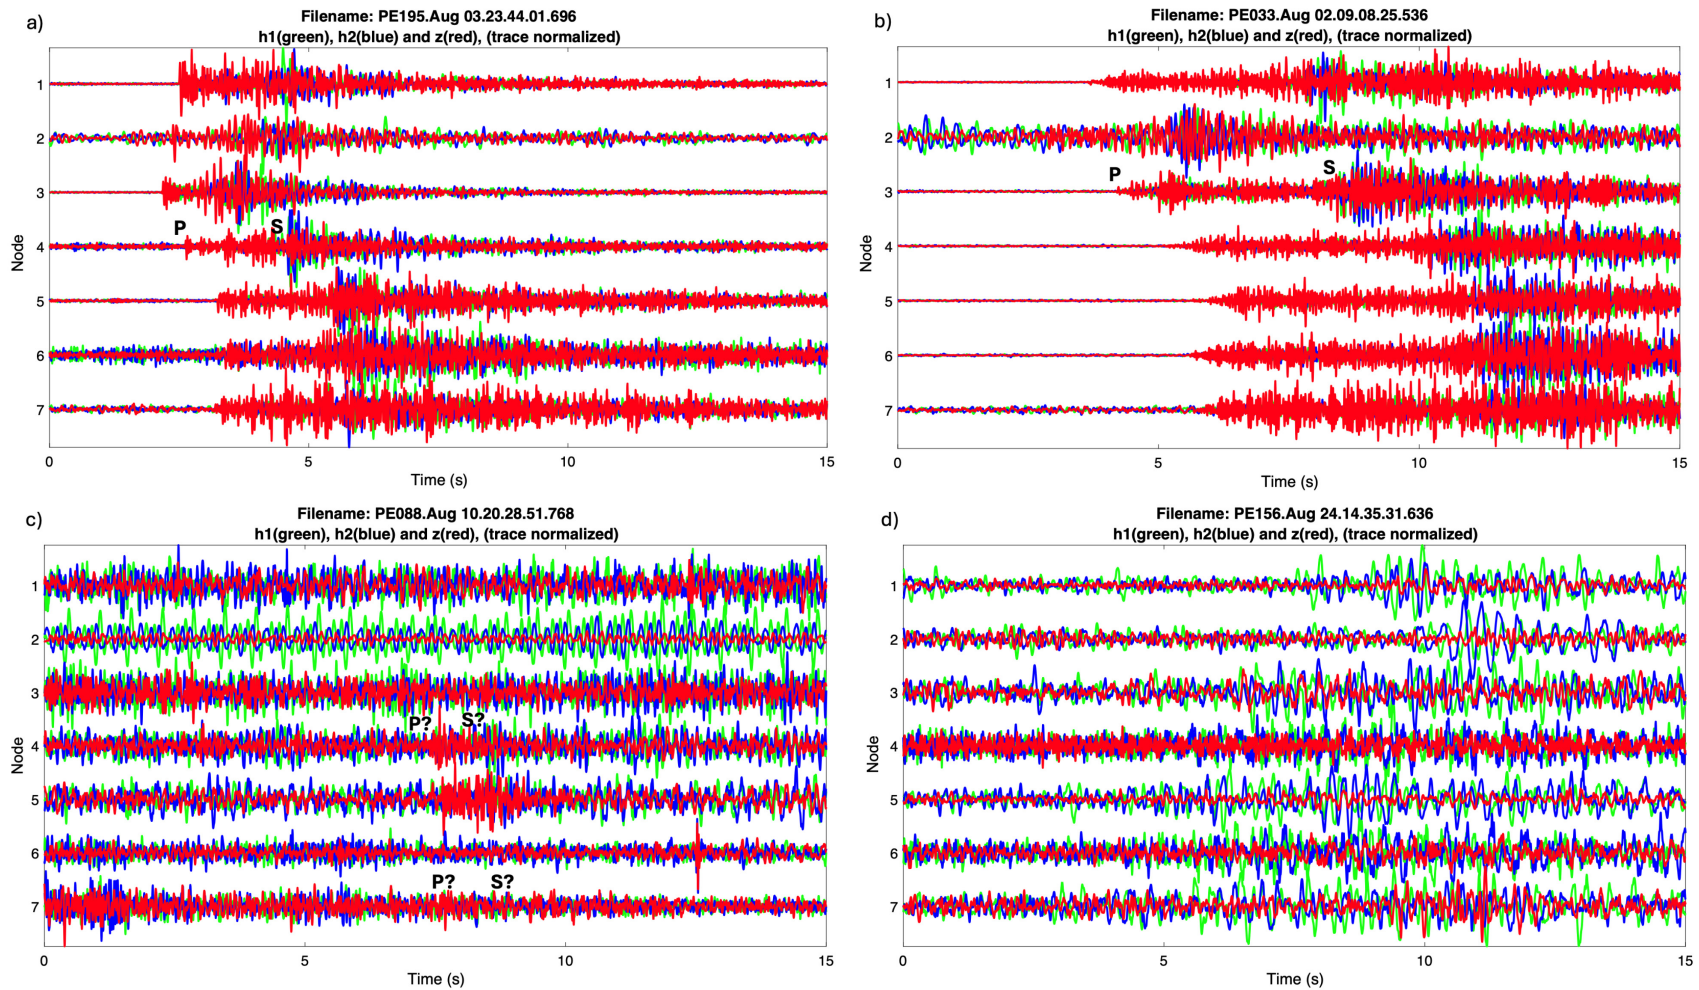 a)
Filename: PE195.Aug 03.23.44.01.696
h1(green), h2(blue) and z(red), (trace normalized)
1
2
3
P
S
4
5
6
7
Node
0
5
10
15
Time (s)
b)
Filename: PE033.Aug 02.09.08.25.536
h1(green), h2(blue) and z(red), (trace normalized)
1
2
P
S
3
4
5
6
7
Node
0
5
10
15
Time (s)
c)
Filename: PE088.Aug 10.20.28.51.768
h1(green), h2(blue) and z(red), (trace normalized)
1
2
3
P?
S?
4
5
6
P?
S?
7
Node
0
5
10
15
Time (s)
d)
Filename: PE156.Aug 24.14.35.31.636
h1(green), h2(blue) and z(red), (trace normalized)
1
2
3
4
5
6
7
Node
0
5
10
15
Time (s)